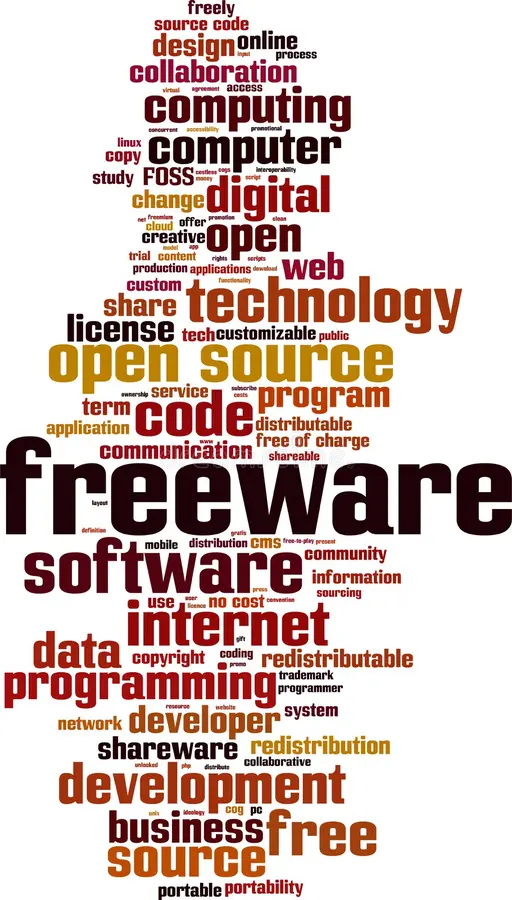 freely
source code
design online
input process
collaboration
virtual agreement access
computing
concurrent accessibility promotional
linux computer
copy costless cogs interoperability
study FOSS money script
change digital
net freemium promotion clean
cloud offer
creative open
model app
trial content rights scripts
production applications download web
custom functionality
share technology
license tech customizable public
open source
ownership service subscribe
costs program
term code distributable
application www free of charge
communication shareable
freeware
layout
definition gratis
mobile distribution cms free-to-play present
software community
press information
user sourcing
use licence no cost convention
internet
gift
data copyright coding redistributable
promo
programming trademark
programmer
resource website system
network developer
shareware redistribution
collaborative
unlooked php distribute
development
cog pc
unix ideology
business free
source
portable portability